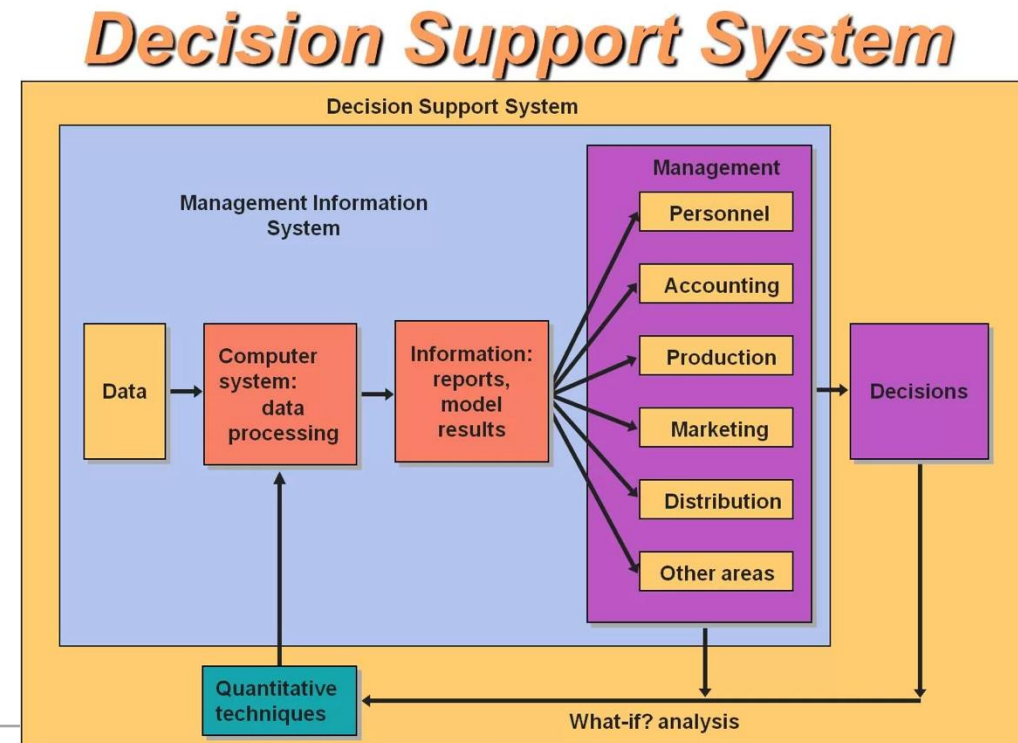 Decision Support System
Decision Support System
Management Information
System
Data
Computer
system:
data
processing
Information:
reports,
model
results
Management
Personnel
Accounting
Production
Marketing
Distribution
Other areas
Decisions
Quantitative
techniques
What-if? analysis